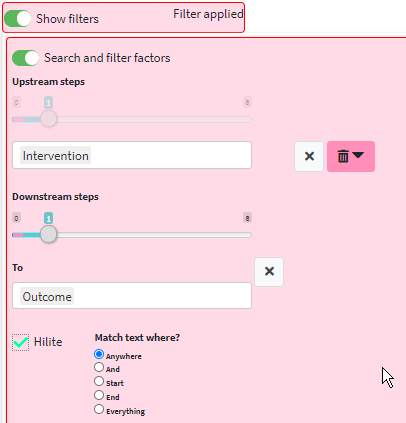 Show filters Filter applied
Search and filter factors
Upstream steps
0 1 8
Intervention
Downstream steps
0 1 8
To
Outcome
Hilite
Match text where?
Anywhere
And
Start
End
Everything